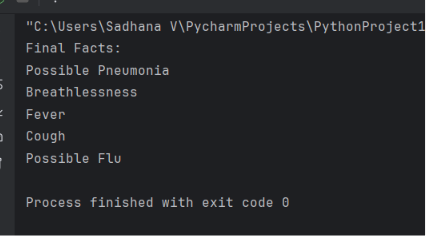 "C:\Users\Sadhana V\PycharmProjects\PythonProject1
Final Facts:
Possible Pneumonia
Breathlessness
Fever
Cough
Possible Flu
Process finished with exit code 0